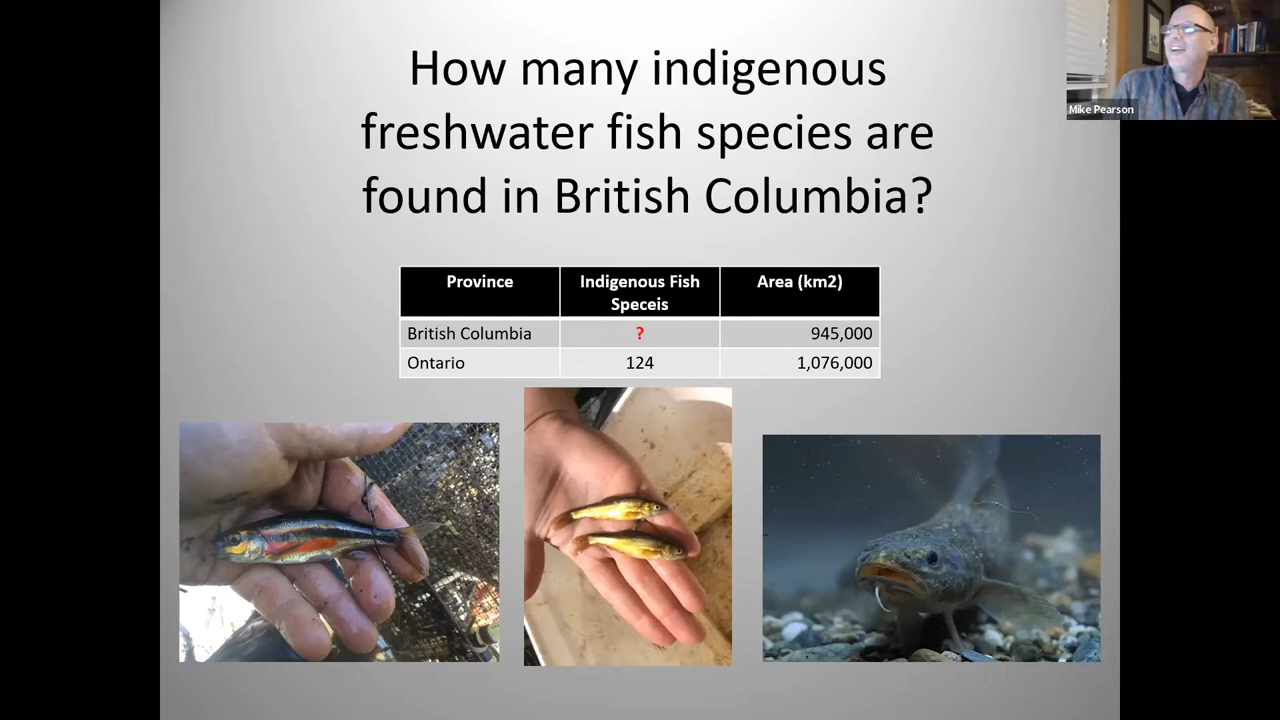 How many indigenous
freshwater fish species are
found in British Columbia?
Mike Pearson
Province
Indigenous Fish
Speceis
Area (km2)
British Columbia
?
945,000
Ontario
124
1,076,000